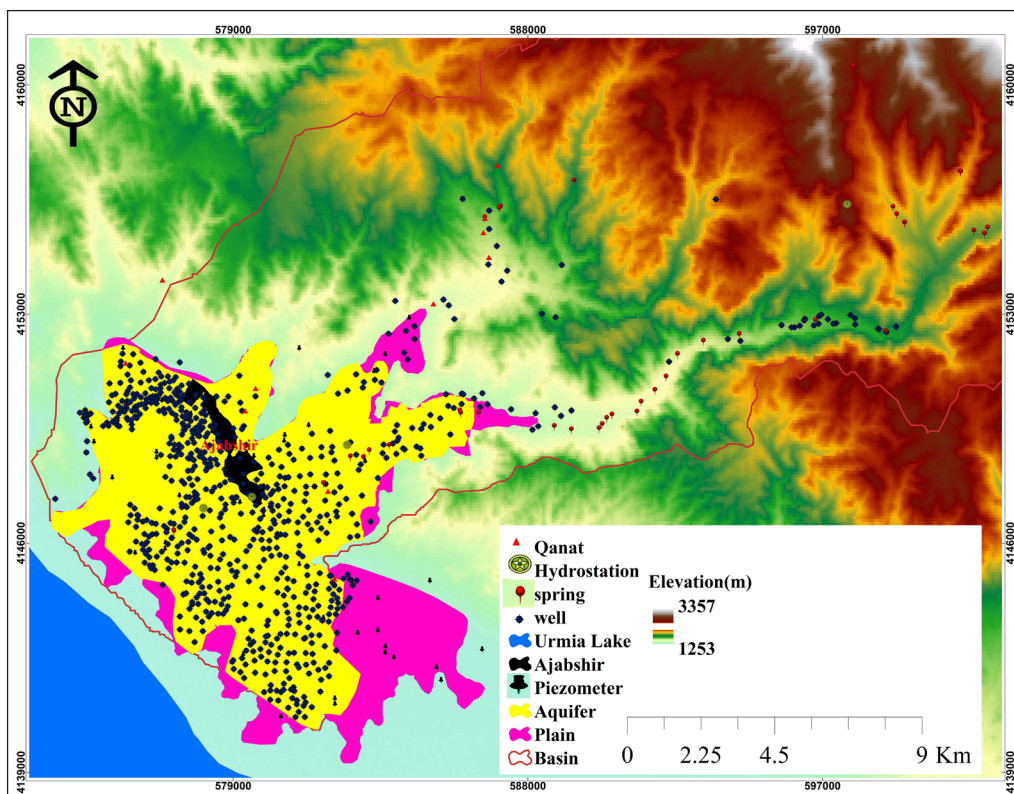 579000 588000 597000
4160000 4160000
N
4153000 4153000
Ajabshir
4146000 4146000
Qanat
Hydrostation
spring
well
Urmia Lake
Ajabshir
Piezometer
Aquifer
Plain
Basin
Elevation(m)
3357
1253
0 2.25 4.5 9 Km
4139000 4139000
579000 588000 597000